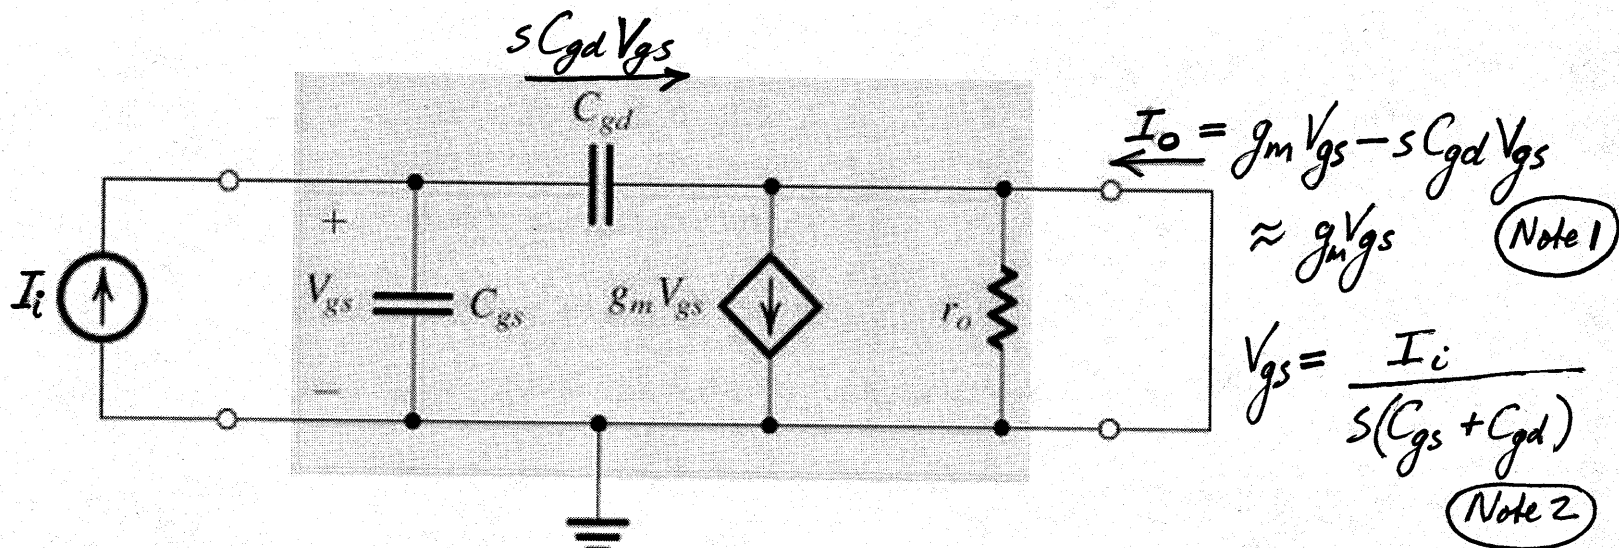 sC_gd V_gs
C_gd
I_o = g_m V_gs - sC_gd V_gs
≈ g_m V_gs
Note 1
I_i
+
V_gs
-
C_gs
g_m V_gs
r_o
V_gs = I_i / s(C_gs + C_gd)
Note 2